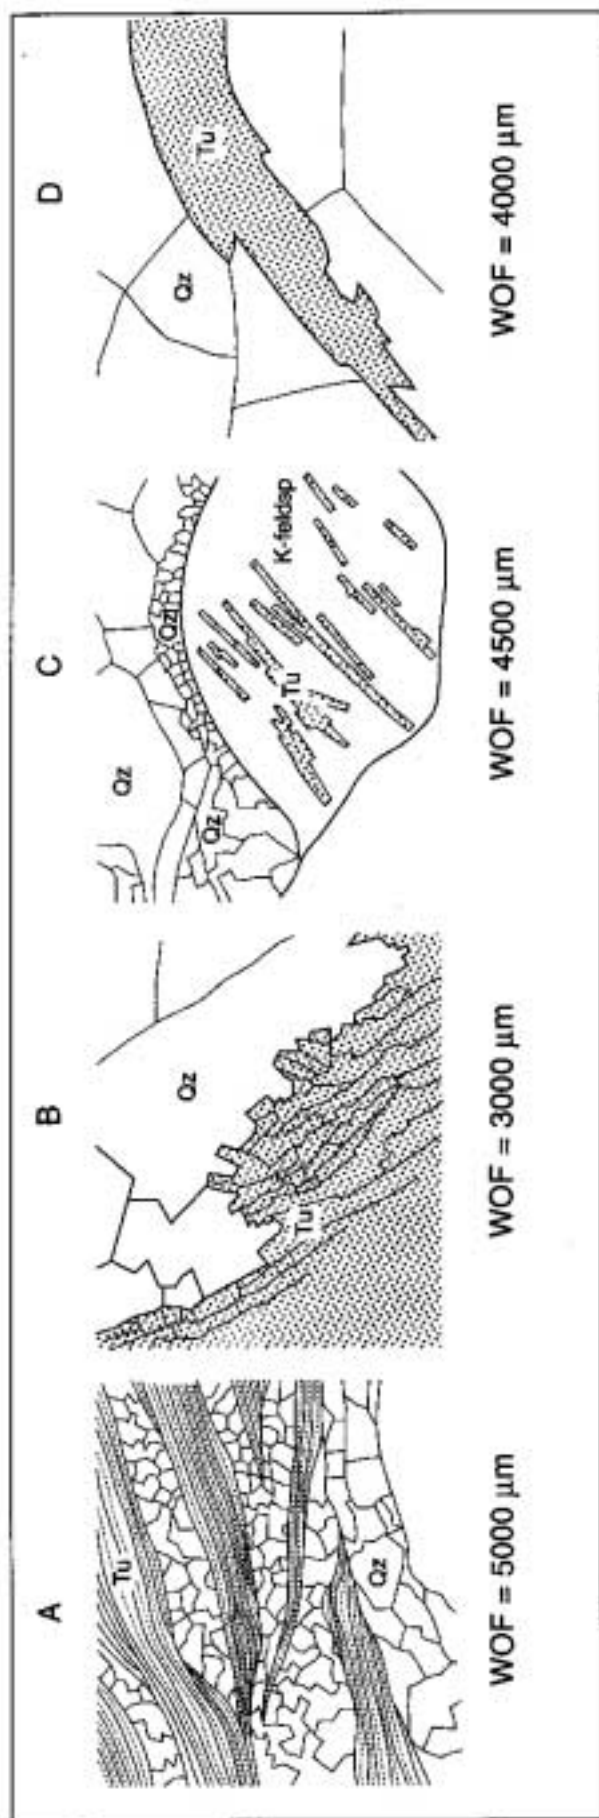 A
Tu
Qz
WOF = 5000 µm
B
Qz
Tu
WOF = 3000 µm
C
Qz
Qz
Qz
Tu
K-feldsp
WOF = 4500 µm
D
Tu
Qz
WOF = 4000 µm